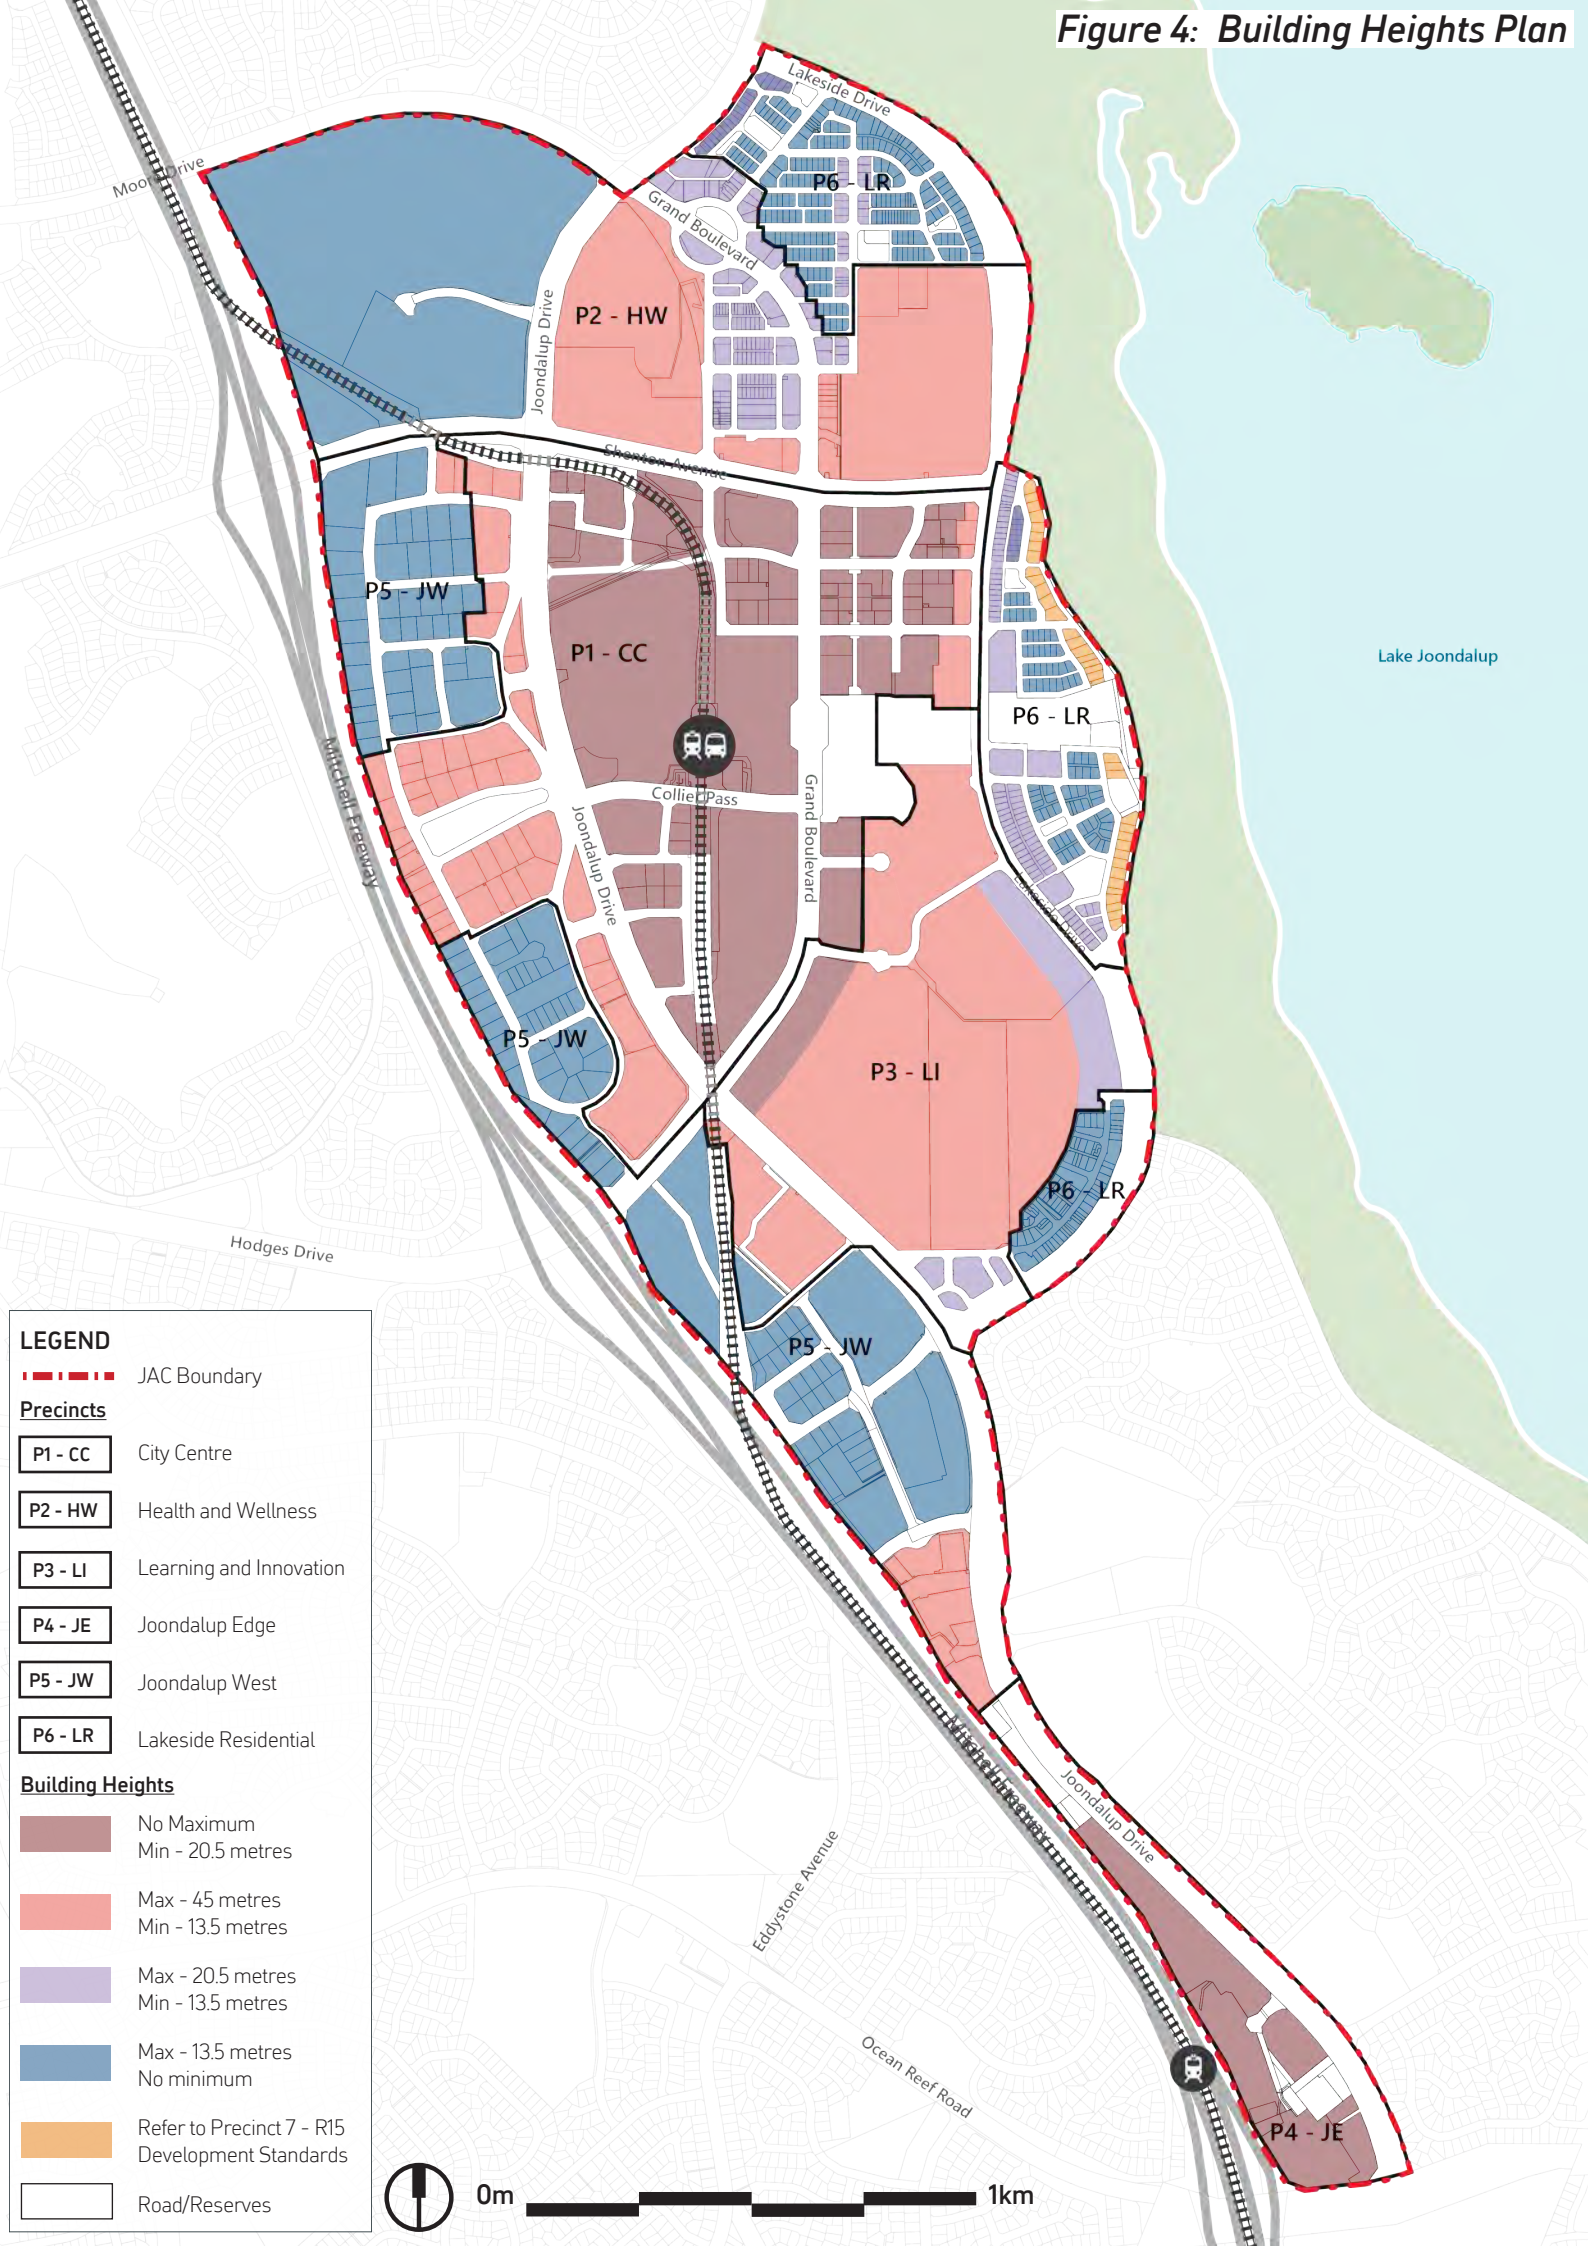 Figure 4: Building Heights Plan
Lakeside Drive
Moore Drive
P6 - LR
Grand Boulevard
P2 - HW
Joondalup Drive
Shenton Avenue
P5 - JW
P1 - CC
Lake Joondalup
P6 - LR
Mitchell Freeway
Collier Pass
Grand Boulevard
Joondalup Drive
Lakeside Drive
P5 - JW
P3 - LI
P6 - LR
Hodges Drive
P5 - JW
LEGEND
JAC Boundary
Precincts
P1 - CC City Centre
P2 - HW Health and Wellness
P3 - LI Learning and Innovation
P4 - JE Joondalup Edge
P5 - JW Joondalup West
P6 - LR Lakeside Residential
Building Heights
No Maximum
Min - 20.5 metres
Max - 45 metres
Min - 13.5 metres
Max - 20.5 metres
Min - 13.5 metres
Max - 13.5 metres
No minimum
Refer to Precinct 7 - R15
Development Standards
Road/Reserves
Mitchell Freeway
Joondalup Drive
Eddystone Avenue
Ocean Reef Road
P4 - JE
0m
1km